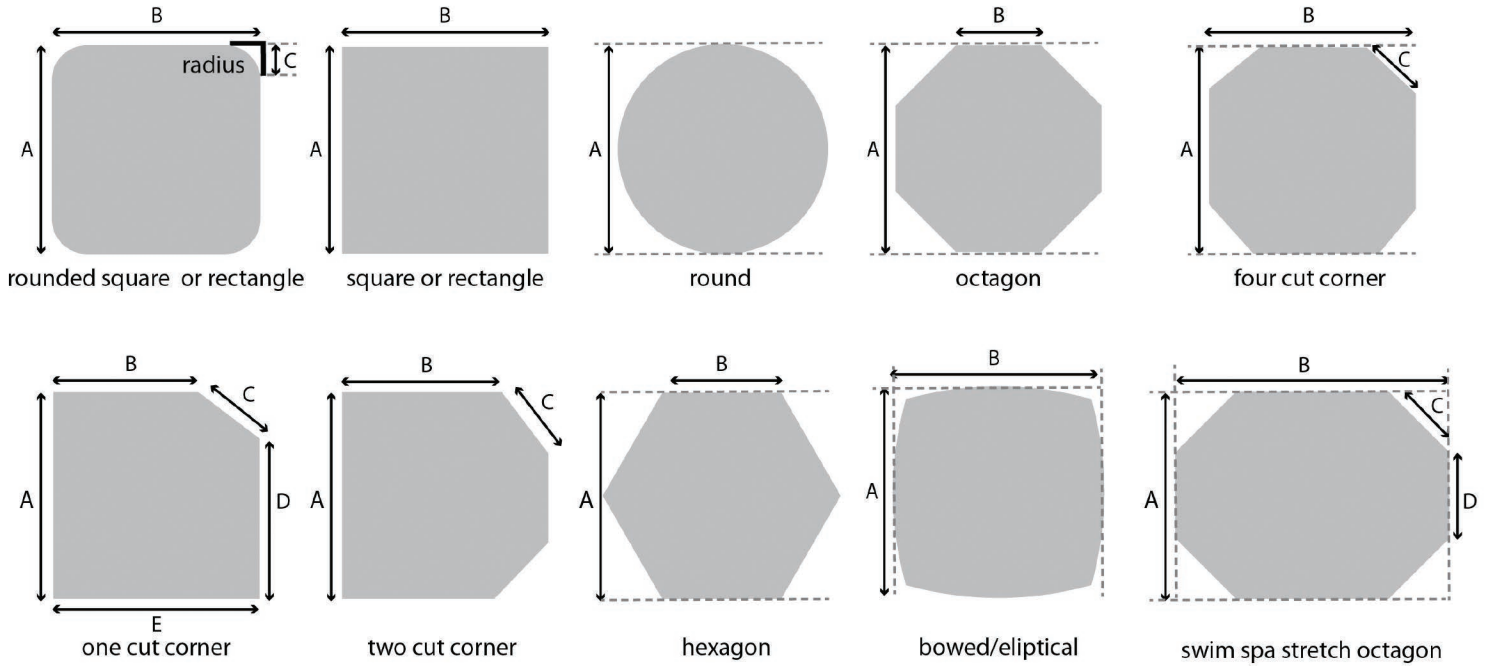 B
A
radius
C
rounded square or rectangle
B
A
square or rectangle
A
round
B
A
octagon
B
A
C
four cut corner
B
C
A
D
E
one cut corner
B
C
A
two cut corner
B
A
hexagon
B
A
bowed/eliptical
B
C
A
D
swim spa stretch octagon